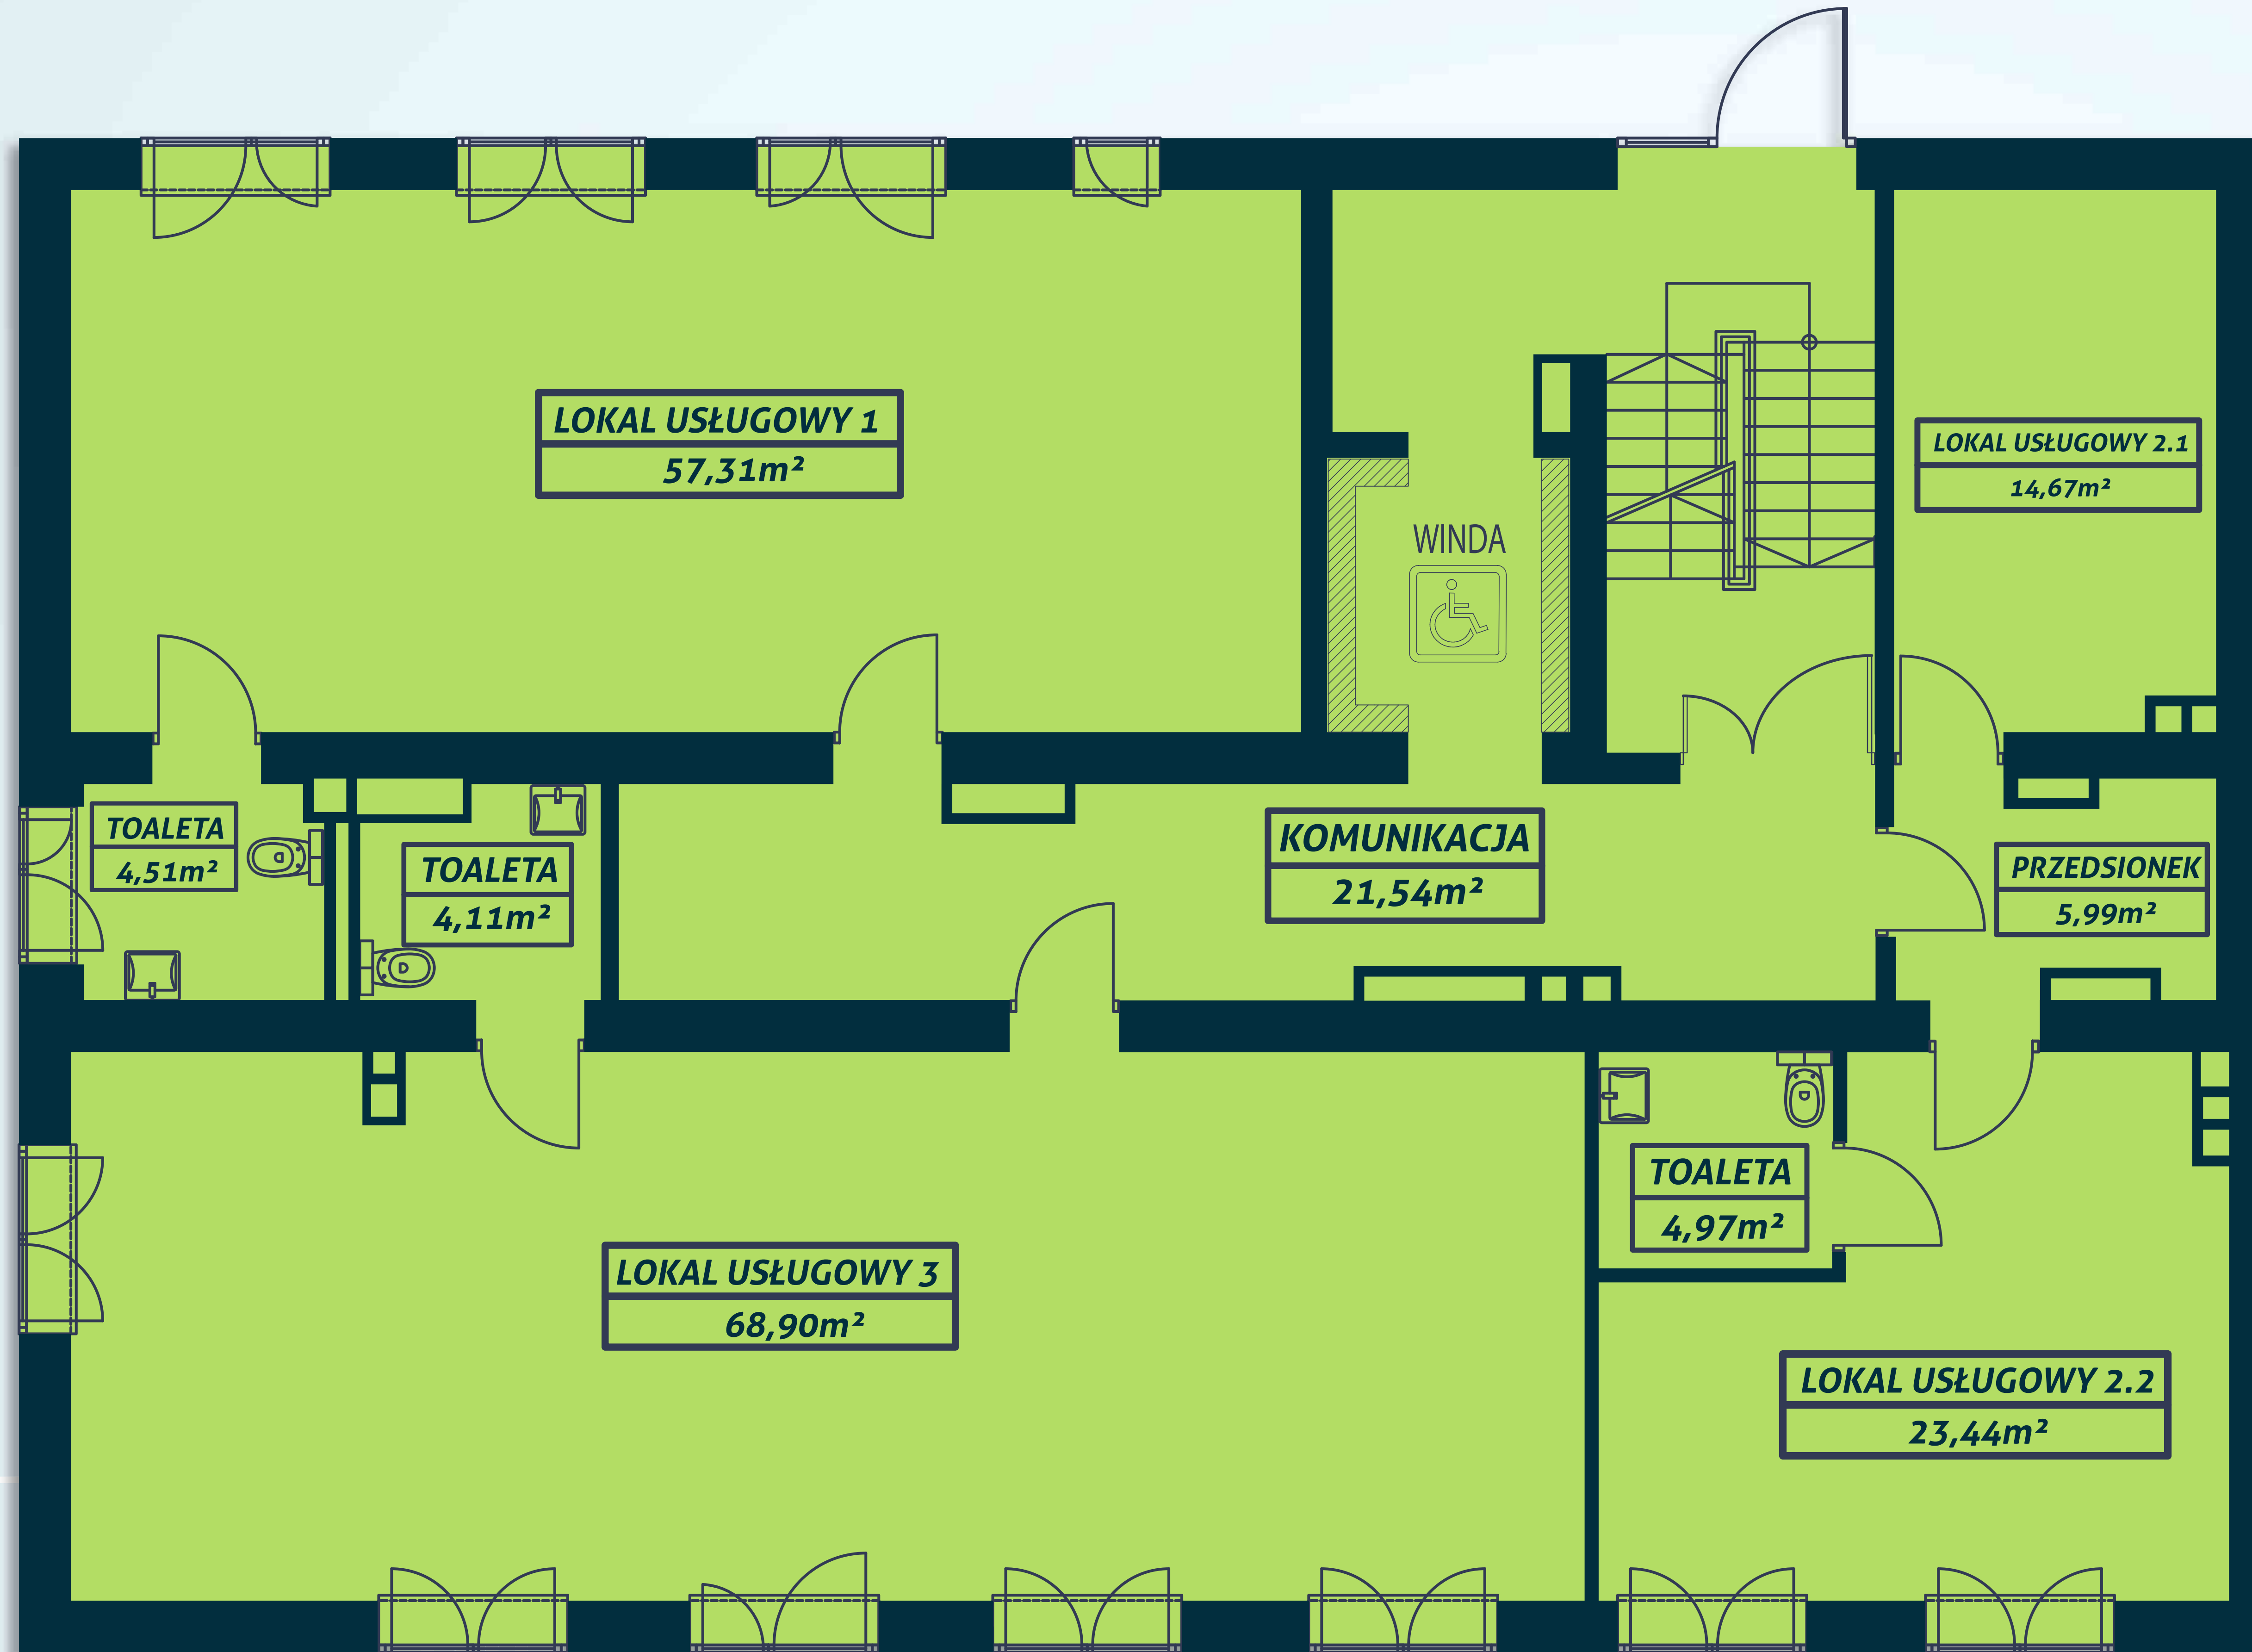 LOKAL USŁUGOWY 1
57,31m²
LOKAL USŁUGOWY 2.1
14,67m²
WINDA
TOALETA
4,51m²
TOALETA
4,11m²
KOMUNIKACJA
21,54m²
PRZEDSIONEK
5,99m²
TOALETA
4,97m²
LOKAL USŁUGOWY 3
68,90m²
LOKAL USŁUGOWY 2.2
23,44m²